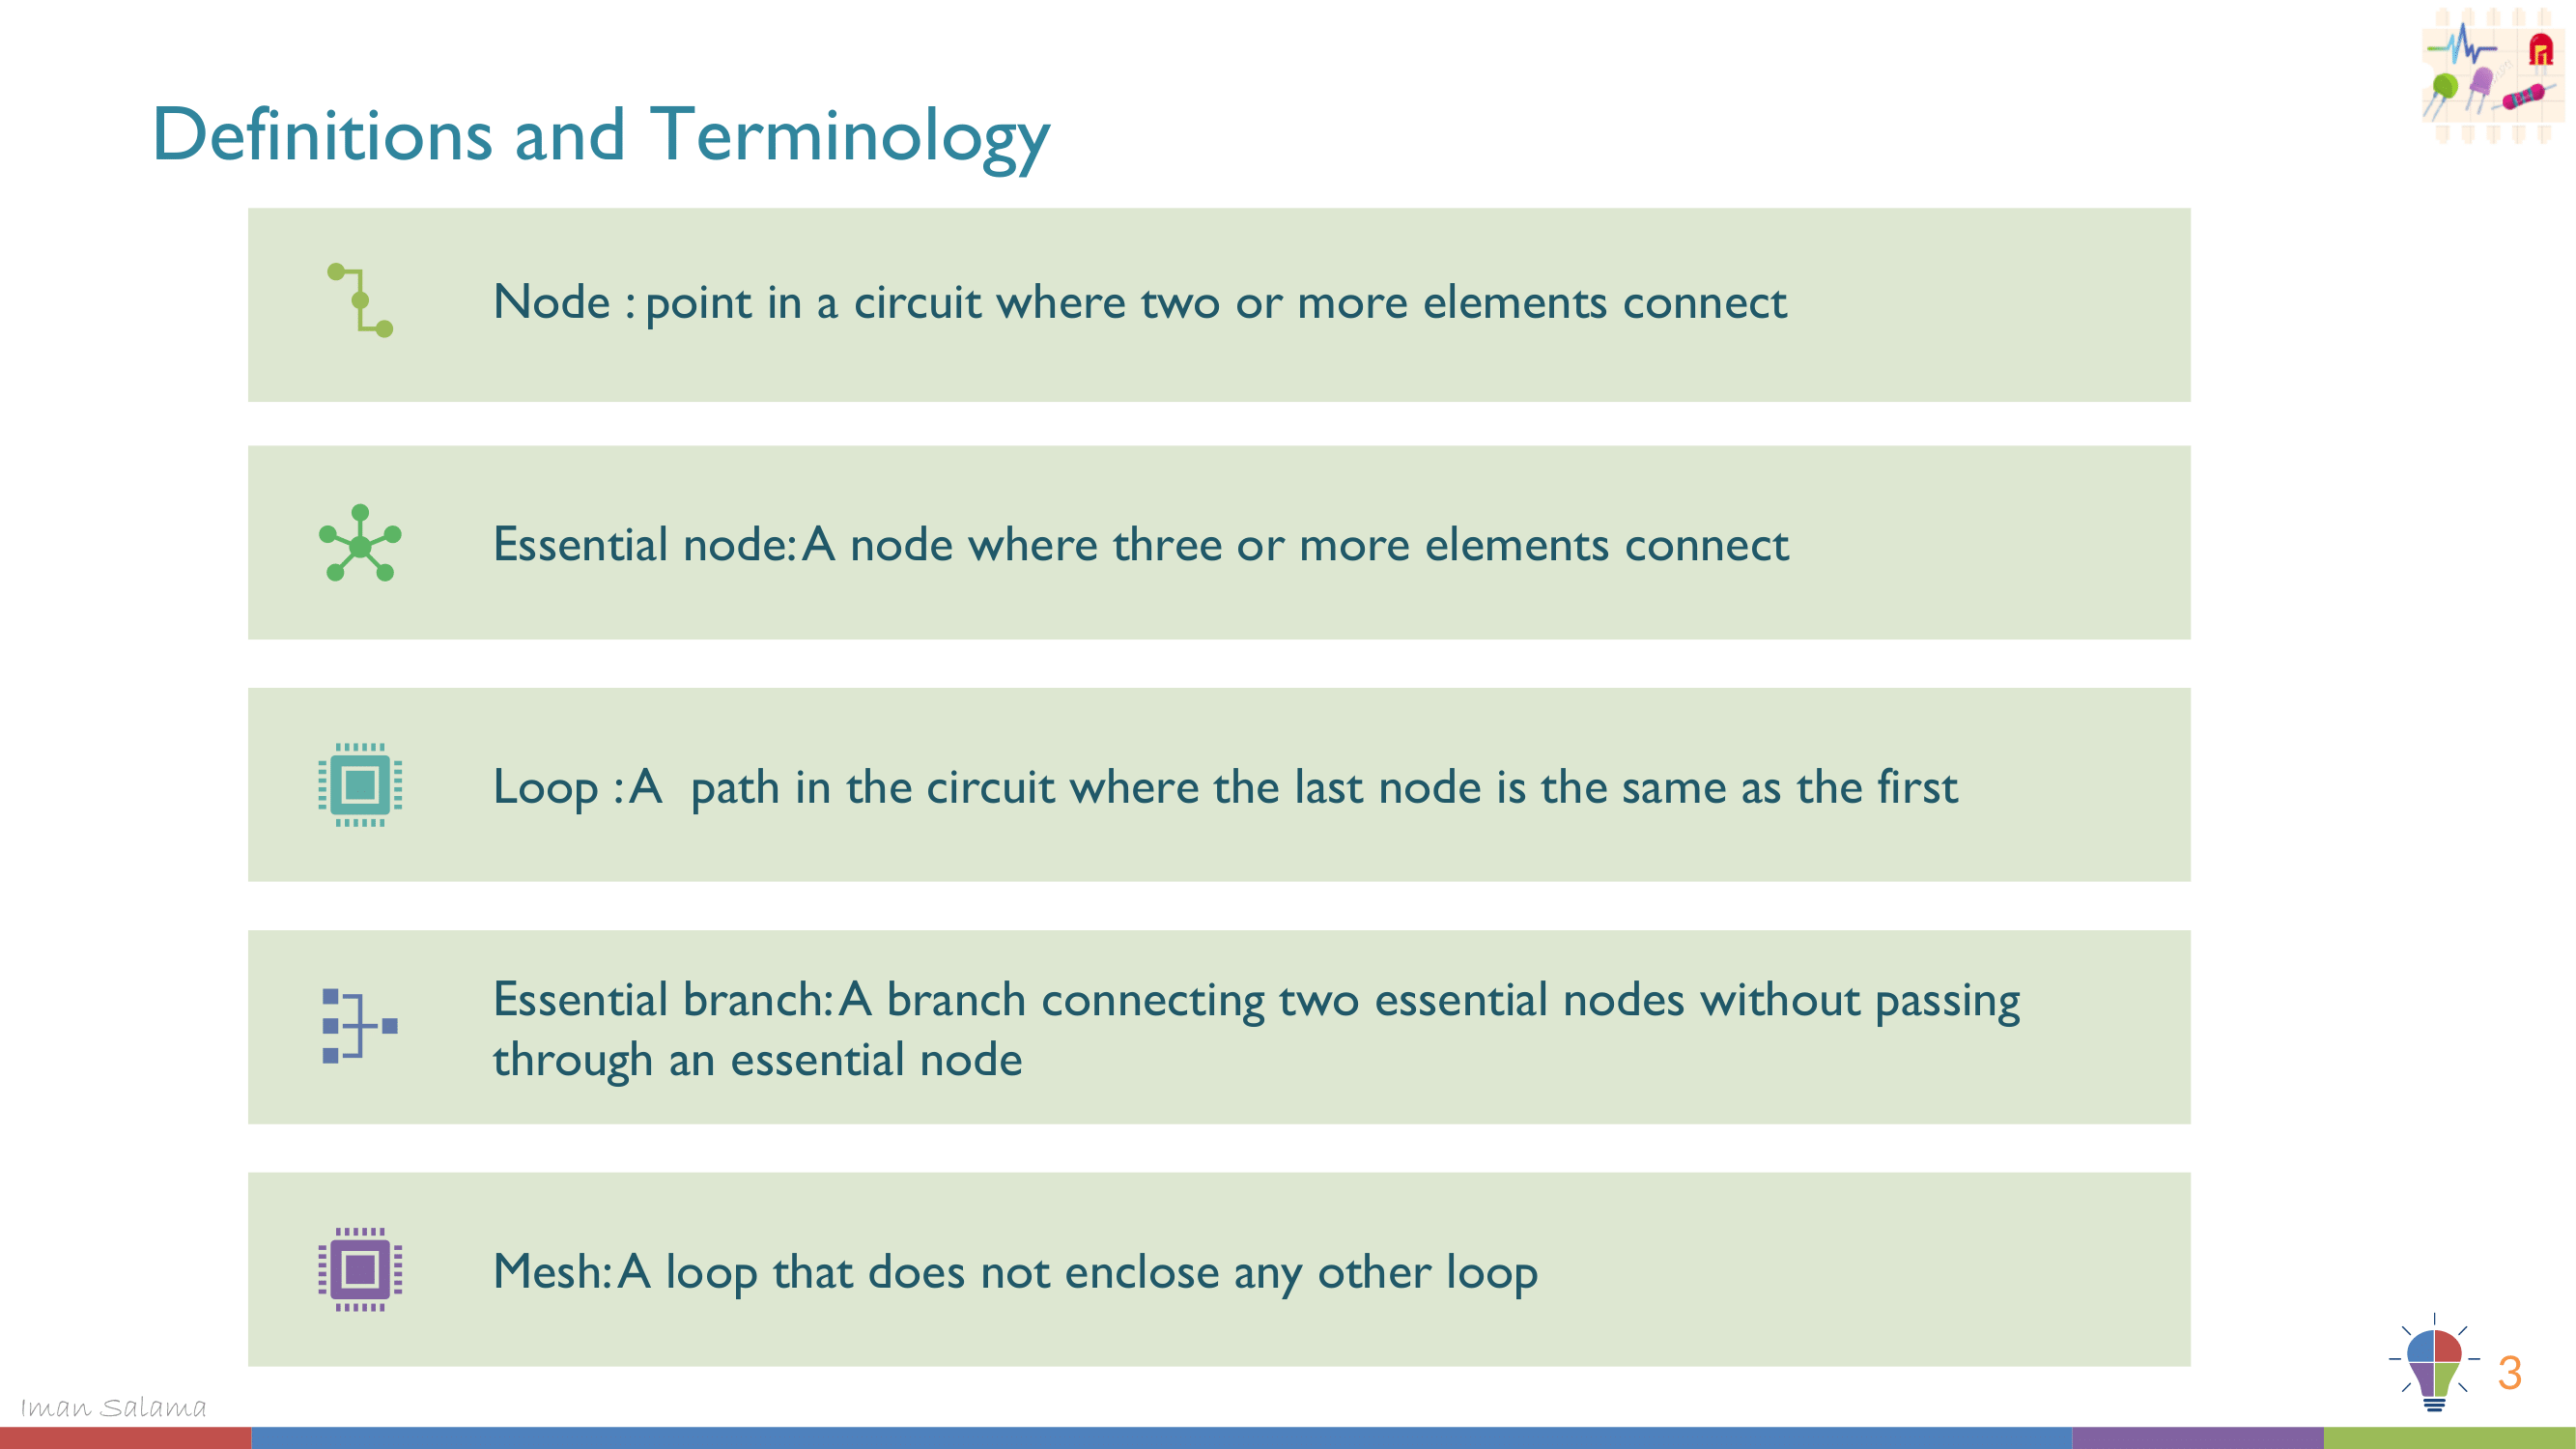 Definitions and Terminology
Node : point in a circuit where two or more elements connect
Essential node: A node where three or more elements connect
Loop : A path in the circuit where the last node is the same as the first
Essential branch: A branch connecting two essential nodes without passing
through an essential node
Mesh: A loop that does not enclose any other loop
3
Iman Salama